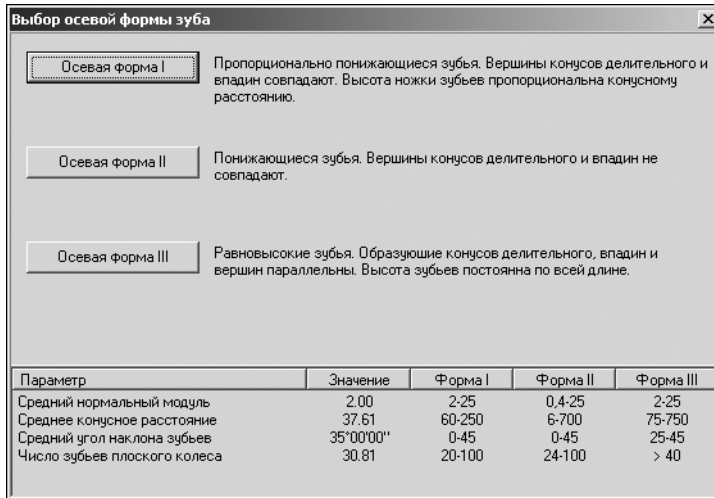 Выбор осевой формы зуба
Осевая форма I
Пропорционально понижающиеся зубья. Вершины конусов делительного и
впадин совпадают. Высота ножки зубьев пропорциональна конусному
расстоянию.
Осевая форма II
Понижающиеся зубья. Вершины конусов делительного и впадин не
совпадают.
Осевая форма III
Равновысокие зубья. Образующие конусов делительного, впадин и
вершин параллельны. Высота зубьев постоянна по всей длине.
Параметр Значение Форма I Форма II Форма III
Средний нормальный модуль 2.00 2-25 0,4-25 2-25
Среднее конусное расстояние 37.61 60-250 6-700 75-750
Средний угол наклона зубьев 35°00'00'' 0-45 0-45 25-45
Число зубьев плоского колеса 30.81 20-100 24-100 > 40